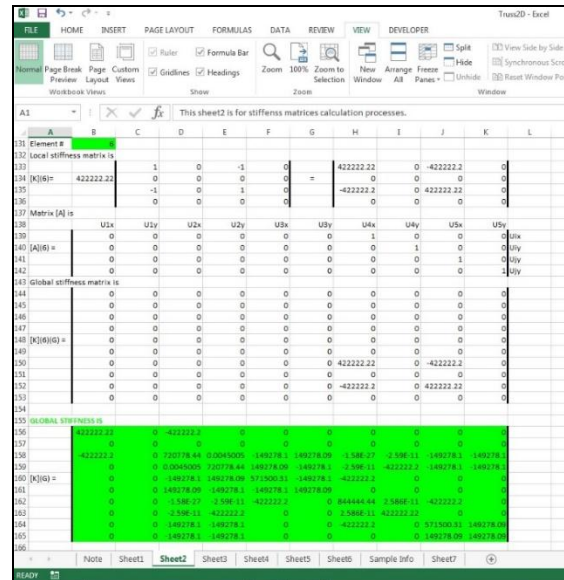 Truss2D - Excel
FILE HOME INSERT PAGE LAYOUT FORMULAS DATA REVIEW VIEW DEVELOPER
Normal Page Break Preview Page Layout Custom Views
Workbook Views
Ruler Formula Bar
Gridlines Headings
Show
Zoom 100% Zoom to Selection
Zoom
New Window Arrange All Freeze Panes
Split
Hide
Unhide
View Side by Side
Synchronous Scro
Reset Window Po
Window
A1 fx This sheet2 is for stiffenss matrices calculation processes.
A B C D E F G H I J K L
131 Element # 6
132 Local stiffness matrix is
133 1 0 -1 0 422222.22 0 -422222.2 0
134 [K](6)= 422222.22 0 0 0 0 = 0 0 0 0
135 -1 0 1 0 -422222.2 0 422222.22 0
136 0 0 0 0 0 0 0 0
137 Matrix [A] is
138 U1x U1y U2x U2y U3x U3y U4x U4y U5x U5y
139 0 0 0 0 0 0 1 0 0 0 UIx
140 [A](6) = 0 0 0 0 0 0 0 1 0 0 UIy
141 0 0 0 0 0 0 0 0 1 0 Ujy
142 0 0 0 0 0 0 0 0 0 1 Ujy
143 Global stiffness matrix is
144 0 0 0 0 0 0 0 0 0 0
145 0 0 0 0 0 0 0 0 0 0
146 0 0 0 0 0 0 0 0 0 0
147 0 0 0 0 0 0 0 0 0 0
148 [K](6)(G) = 0 0 0 0 0 0 0 0 0 0
149 0 0 0 0 0 0 0 0 0 0
150 0 0 0 0 0 0 422222.2 0 -422222.2 0
151 0 0 0 0 0 0 0 0 0 0
152 0 0 0 0 0 0 -422222.2 0 422222.22 0
153 0 0 0 0 0 0 0 0 0 0
154
155 GLOBAL STIFFNESS IS
156 422222.22 0 -422222.2 0 0 0 0 0 0 0
157 0 0 0 0 0 0 0 0 0 0
158 -422222.2 0 720778.44 0.0045005 -149278.1 149278.09 -1.58E-27 -2.59E-11 -149278.1 -149278.1
159 0 0 0.0045005 720778.44 149278.09 -149278.1 -2.59E-11 -422222.2 -149278.1 -149278.1
160 [K](G) = 0 0 -149278.1 149278.09 571500.31 -149278.1 -422222.2 0 0 0
161 0 0 149278.09 -149278.1 -149278.1 149278.09 0 0 0 0
162 0 0 -1.58E-27 -2.59E-11 -422222.2 0 844444.44 2.586E-11 -422222.2 0
163 0 0 -2.59E-11 -422222.2 0 0 2.586E-11 422222.22 0 0
164 0 0 -149278.1 -149278.1 0 0 -422222.2 0 571500.31 149278.09
165 0 0 -149278.1 -149278.1 0 0 0 0 149278.09 149278.09
166
Note Sheet1 Sheet2 Sheet3 Sheet4 Sheet5 Sheet6 Sample Info Sheet7
READY